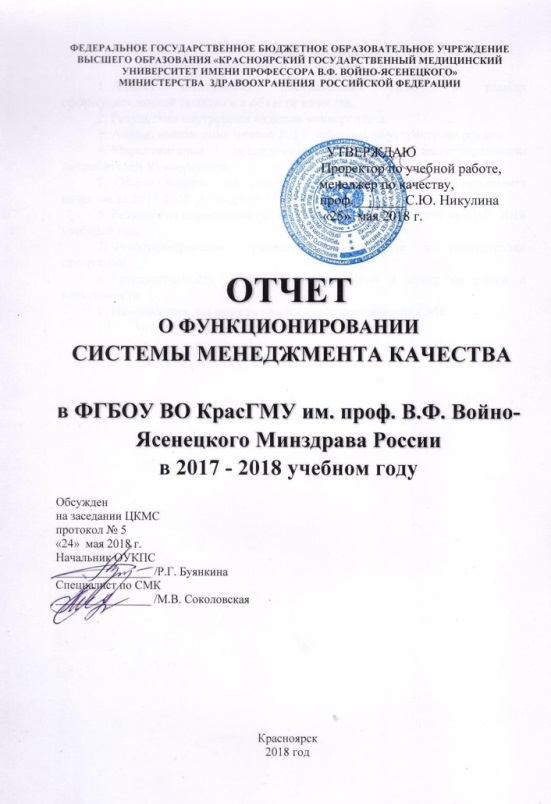 ФЕДЕРАЛЬНОЕ ГОСУДАРСТВЕННОЕ БЮДЖЕТНОЕ ОБРАЗОВАТЕЛЬНОЕ УЧРЕЖДЕНИЕ
ВЫСШЕГО ОБРАЗОВАНИЯ «КРАСНОЯРСКИЙ ГОСУДАРСТВЕННЫЙ МЕДИЦИНСКИЙ
УНИВЕРСИТЕТ ИМЕНИ ПРОФЕССОРА В.Ф. ВОЙНО-ЯСЕНЕЦКОГО»
МИНИСТЕРСТВА ЗДРАВООХРАНЕНИЯ РОССИЙСКОЙ ФЕДЕРАЦИИ
УТВЕРЖДАЮ
Проректор по учебной работе,
менеджер по качеству,
проф. ________С.Ю. Никулина
«25» мая 2018 г.
ОТЧЕТ
О ФУНКЦИОНИРОВАНИИ
СИСТЕМЫ МЕНЕДЖМЕНТА КАЧЕСТВА
в ФГБОУ ВО КрасГМУ им. проф. В.Ф. Войно-
Ясенецкого Минздрава России
в 2017 - 2018 учебном году
Обсужден
на заседании ЦКМС
протокол № 5
«24» мая 2018 г.
Начальник ОУКПС
________________ /Р.Г. Буянкина
Специалист по СМК
________________ /М.В. Соколовская
Красноярск
2018 год